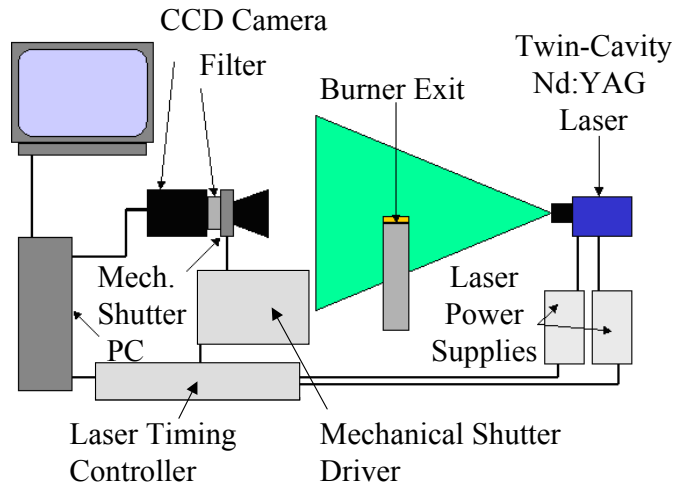 CCD Camera
Filter
Burner Exit
Twin-Cavity
Nd:YAG
Laser
Mech.
Shutter
PC
Laser
Power
Supplies
Laser Timing
Controller
Mechanical Shutter
Driver